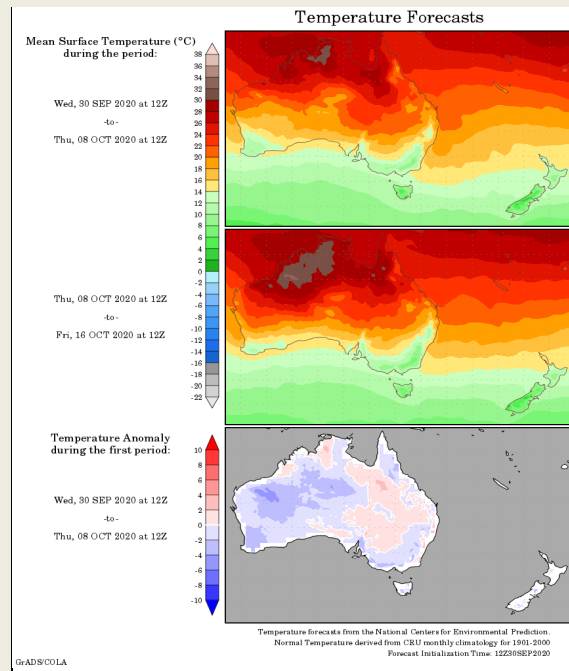 Temperature Forecasts
Mean Surface Temperature (°C)
during the period:
Wed, 30 SEP 2020 at 12Z
-to-
Thu, 08 OCT 2020 at 12Z
38
36
34
32
30
28
26
24
22
20
18
16
14
12
10
8
6
4
2
0
-2
-4
-6
-8
-10
-12
-14
-16
-17
-18
-20
-22
Thu, 08 OCT 2020 at 12Z
-to-
Fri, 16 OCT 2020 at 12Z
Temperature Anomaly
during the first period:
Wed, 30 SEP 2020 at 12Z
-to-
Thu, 08 OCT 2020 at 12Z
10
8
6
4
2
0
-2
-4
-6
-8
-10
Temperature forecasts from the National Centers for Environmental Prediction.
Normal Temperature derived from CRU monthly climatology for 1901-2000
Forecast Initialization Time: 12Z30SEP2020
GrADS/COLA